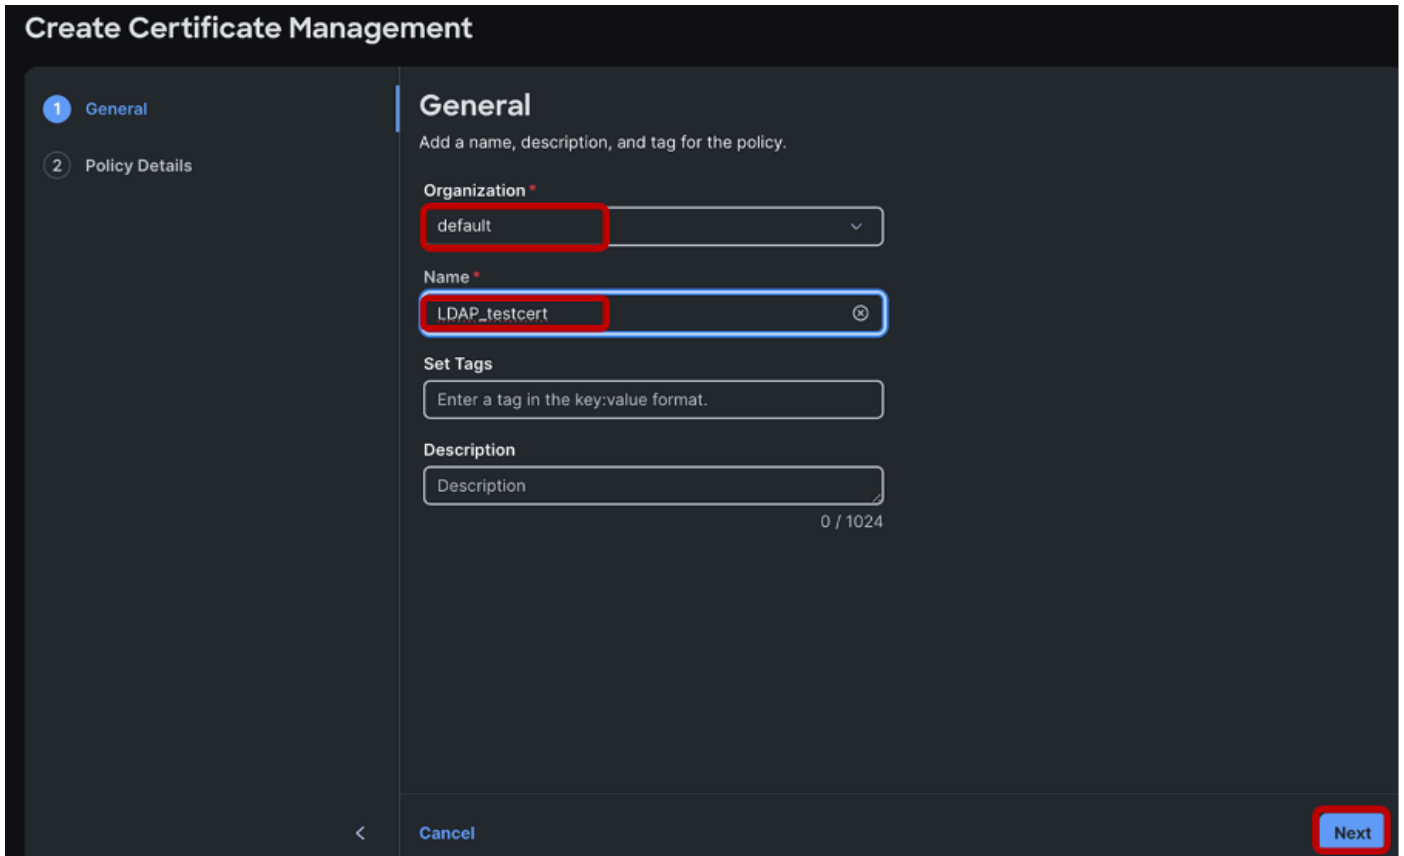 Create Certificate Management
1 General
2 Policy Details
General
Add a name, description, and tag for the policy.
Organization *
default
Name *
LDAP_testcert
Set Tags
Enter a tag in the key:value format.
Description
Description
0 / 1024
Cancel
Next